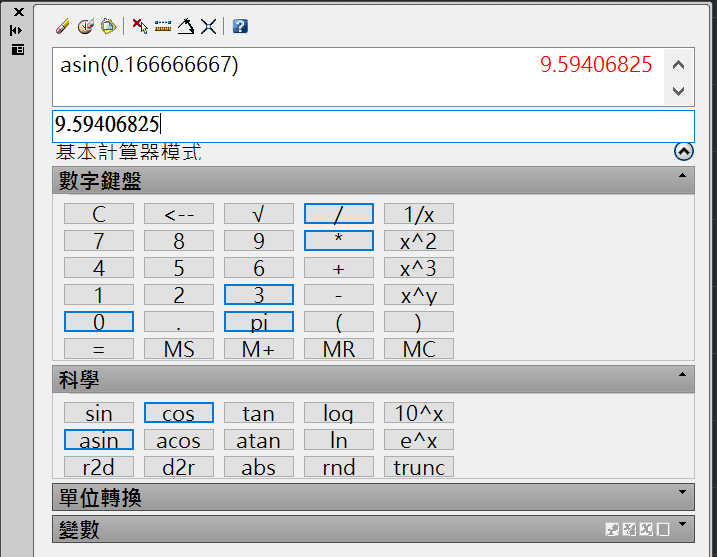 asin(0.166666667) 9.59406825
9.59406825
基本計算器模式
數字鍵盤
C <-- √ / 1/x
7 8 9 * x^2
4 5 6 + x^3
1 2 3 - x^y
0 . pi ( )
= MS M+ MR MC
科學
sin cos tan log 10^x
asin acos atan ln e^x
r2d d2r abs rnd trunc
單位轉換
變數